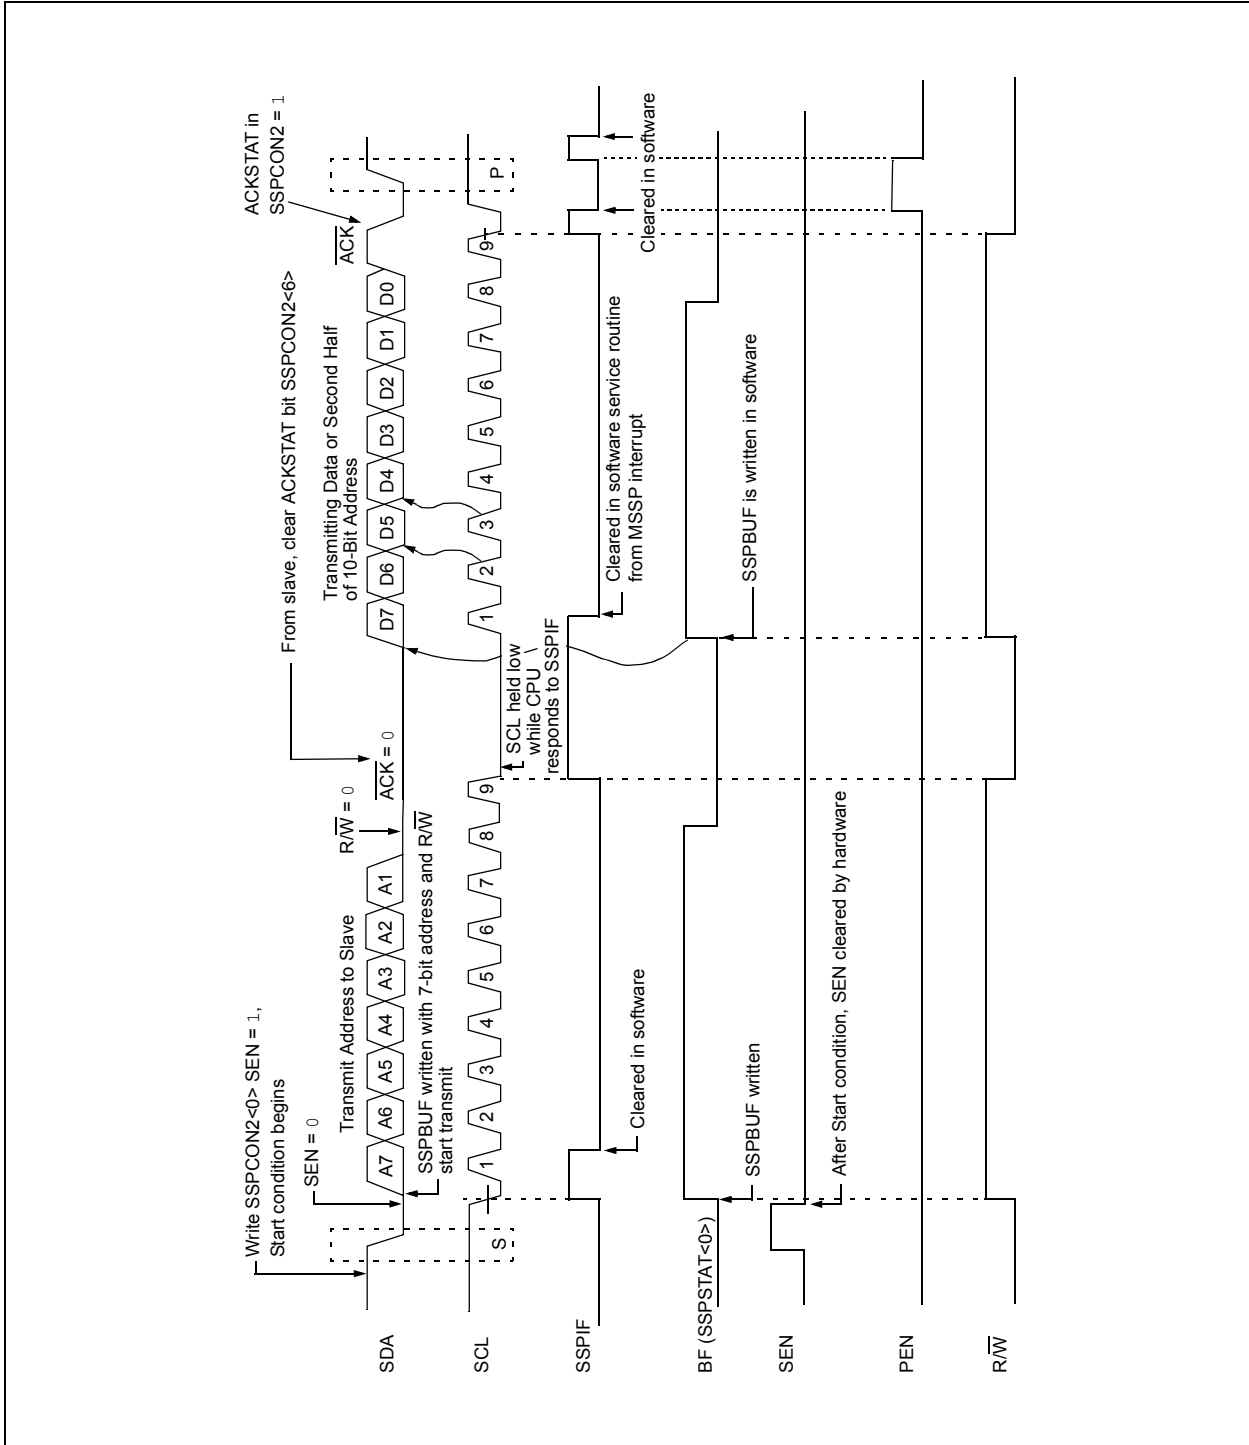 Write SSPCON2<0> SEN = 1,
Start condition begins
SEN = 0
Transmit Address to Slave
R/W = 0
From slave, clear ACKSTAT bit SSPCON2<6>
ACK = 0
Transmitting Data or Second Half
of 10-Bit Address
ACKSTAT in
SSPCON2 = 1
ACK
SDA
A7 A6 A5 A4 A3 A2 A1
D7 D6 D5 D4 D3 D2 D1 D0
SSPBUF written with 7-bit address and R/W
start transmit
SCL
S
1 2 3 4 5 6 7 8 9
1 2 3 4 5 6 7 8 9
P
SCL held low
while CPU
responds to SSPIF
SSPIF
Cleared in software
Cleared in software service routine
from MSSP interrupt
Cleared in software
BF (SSPSTAT<0>)
SSPBUF written
SSPBUF is written in software
SEN
After Start condition, SEN cleared by hardware
PEN
R/W